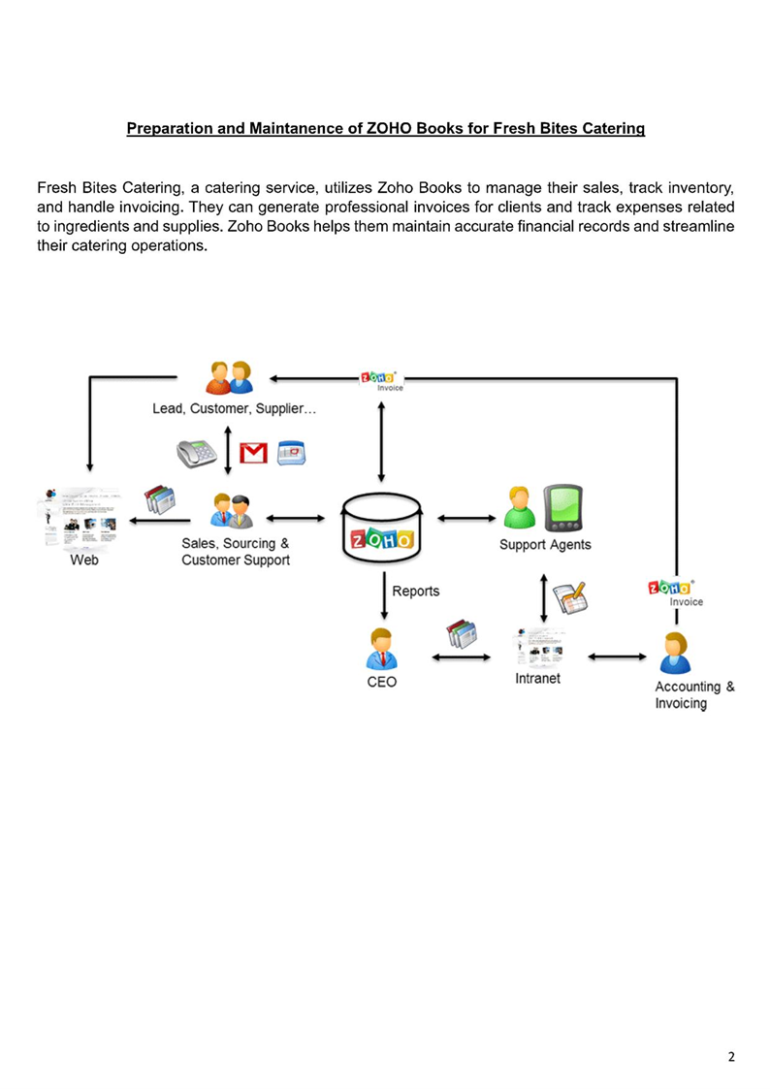 Preparation and Maintanence of ZOHO Books for Fresh Bites Catering
Fresh Bites Catering, a catering service, utilizes Zoho Books to manage their sales, track inventory,
and handle invoicing. They can generate professional invoices for clients and track expenses related
to ingredients and supplies. Zoho Books helps them maintain accurate financial records and streamline
their catering operations.
ZOHO
Invoice
Lead, Customer, Supplier…
ZOHO
Web
Sales, Sourcing &
Customer Support
Support Agents
Reports
ZOHO
Invoice
CEO
Intranet
Accounting &
Invoicing
2